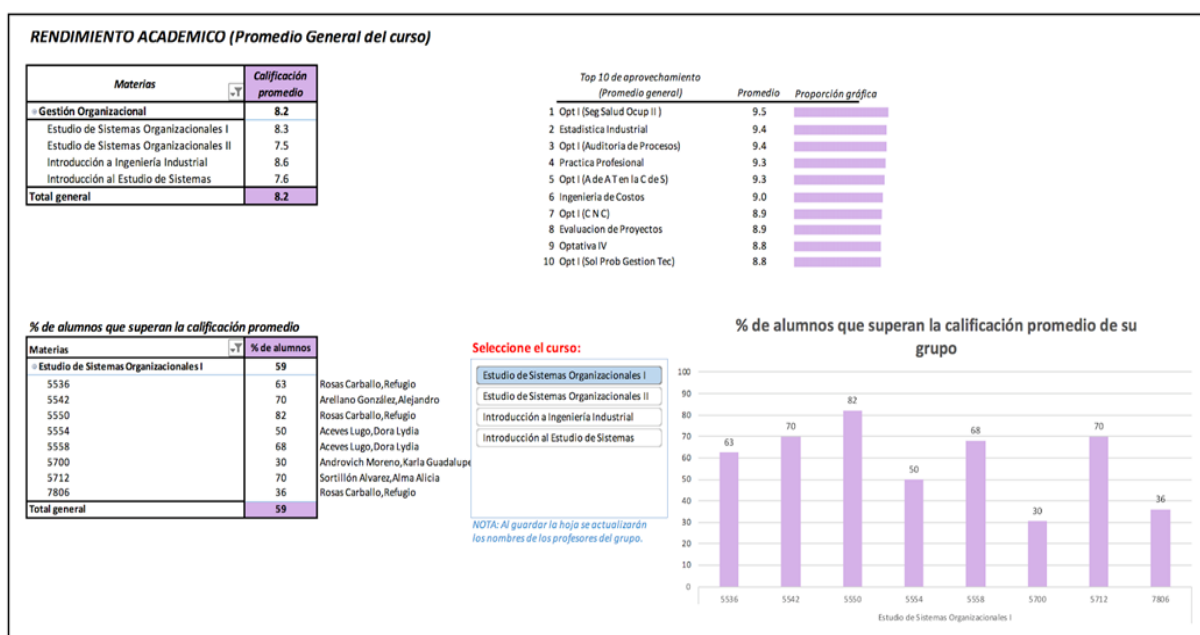 RENDIMIENTO ACADEMICO (Promedio General del curso)
Materias Calificación promedio
Gestión Organizacional 8.2
Estudio de Sistemas Organizacionales I 8.3
Estudio de Sistemas Organizacionales II 7.5
Introducción a Ingeniería Industrial 8.6
Introducción al Estudio de Sistemas 7.6
Total general 8.2
Top 10 de aprovechamiento
(Promedio general) Promedio Proporción gráfica
1 Opt I (Seg Salud Ocup II ) 9.5
2 Estadistica Industrial 9.4
3 Opt I (Auditoria de Procesos) 9.4
4 Practica Profesional 9.3
5 Opt I (A de A T en la C de S) 9.3
6 Ingenieria de Costos 9.0
7 Opt I (C N C) 8.9
8 Evaluacion de Proyectos 8.9
9 Optativa IV 8.8
10 Opt I (Sol Prob Gestion Tec) 8.8
% de alumnos que superan la calificación promedio
Materias % de alumnos
Estudio de Sistemas Organizacionales I 59
5536 63 Rosas Carballo,Refugio
5542 70 Arellano González,Alejandro
5550 82 Rosas Carballo,Refugio
5554 50 Aceves Lugo,Dora Lydia
5558 68 Aceves Lugo,Dora Lydia
5700 30 Androvich Moreno,Karla Guadalupe
5712 70 Sortillón Alvarez,Alma Alicia
7806 36 Rosas Carballo,Refugio
Total general 59
Seleccione el curso:
Estudio de Sistemas Organizacionales I
Estudio de Sistemas Organizacionales II
Introducción a Ingeniería Industrial
Introducción al Estudio de Sistemas
NOTA: Al guardar la hoja se actualizarán
los nombres de los profesores del grupo.
% de alumnos que superan la calificación promedio de su
grupo
100
90
80
70
60
50
40
30
20
10
0
63 70 82 50 68 30 70 36
5536 5542 5550 5554 5558 5700 5712 7806
Estudio de Sistemas Organizacionales I